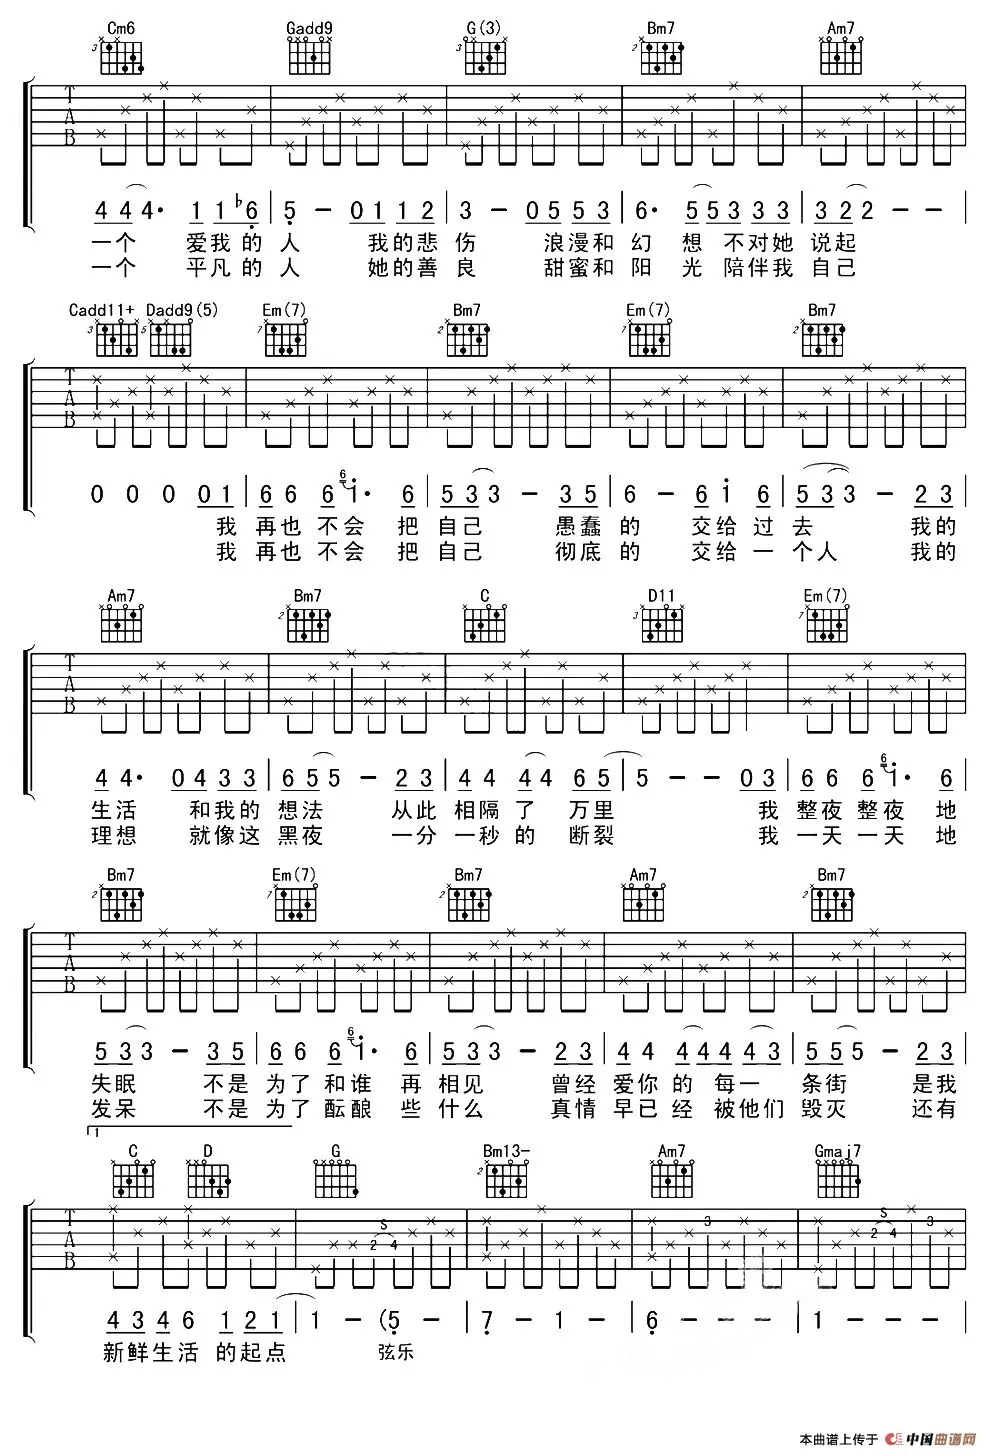 Cm6 Gadd9 G(3) Bm7 Am7
4 4 4· 1 1 ♭6 | 5 — 0 1 1 1 2 | 3 — 0 5 5 5 3 | 6· 5 5 3 3 3 | 3 2 2 — —
一个 爱我的人 我的悲伤 浪漫和幻想不对她说起
一个 平凡的人 她的善良 甜蜜和阳光陪伴我自己
Cadd11+ Dadd9(5) Em(7) Bm7 Em(7) Bm7
0 0 0 0 1 | 6 6 6 6 i· 6 | 5 3 3 — 3 5 | 6 — 6 i 6 | 5 3 3 — 2 3
我再也不会把自己 愚蠢的 交给过去 我的
我再也不会把自己 彻底的 交给一个人 我的
Am7 Bm7 C D11 Em(7)
4 4· 0 4 3 3 | 6 5 5 — 2 3 | 4 4 4 4 6 5 | 5 — — 0 3 | 6 6 6 6 i· 6
生活 和我的想法 从此相隔了万里 我整夜整夜地
理想 就像这黑夜 一分一秒的断裂 我一天一天地
Bm7 Em(7) Bm7 Am7 Bm7
5 3 3 — 3 5 | 6 6 6 6 i· 6 | 5 3 3 — 2 3 | 4 4 4 4 4 3 | 5 5 5 — 2 3
失眠 不是为了和谁再相见 曾经爱你的每一条街 是我
发呆 不是为了酝酿些什么 真情早已经被他们毁灭 还有
1
C D G Bm13- Am7 Gmaj7
4 3 4 6 1 2 1 | 1 — (5 — | 7 — 1 — | 6 — — — | 1 — — —
新鲜生活的起点 弦乐
本曲谱上传于 中国曲谱网